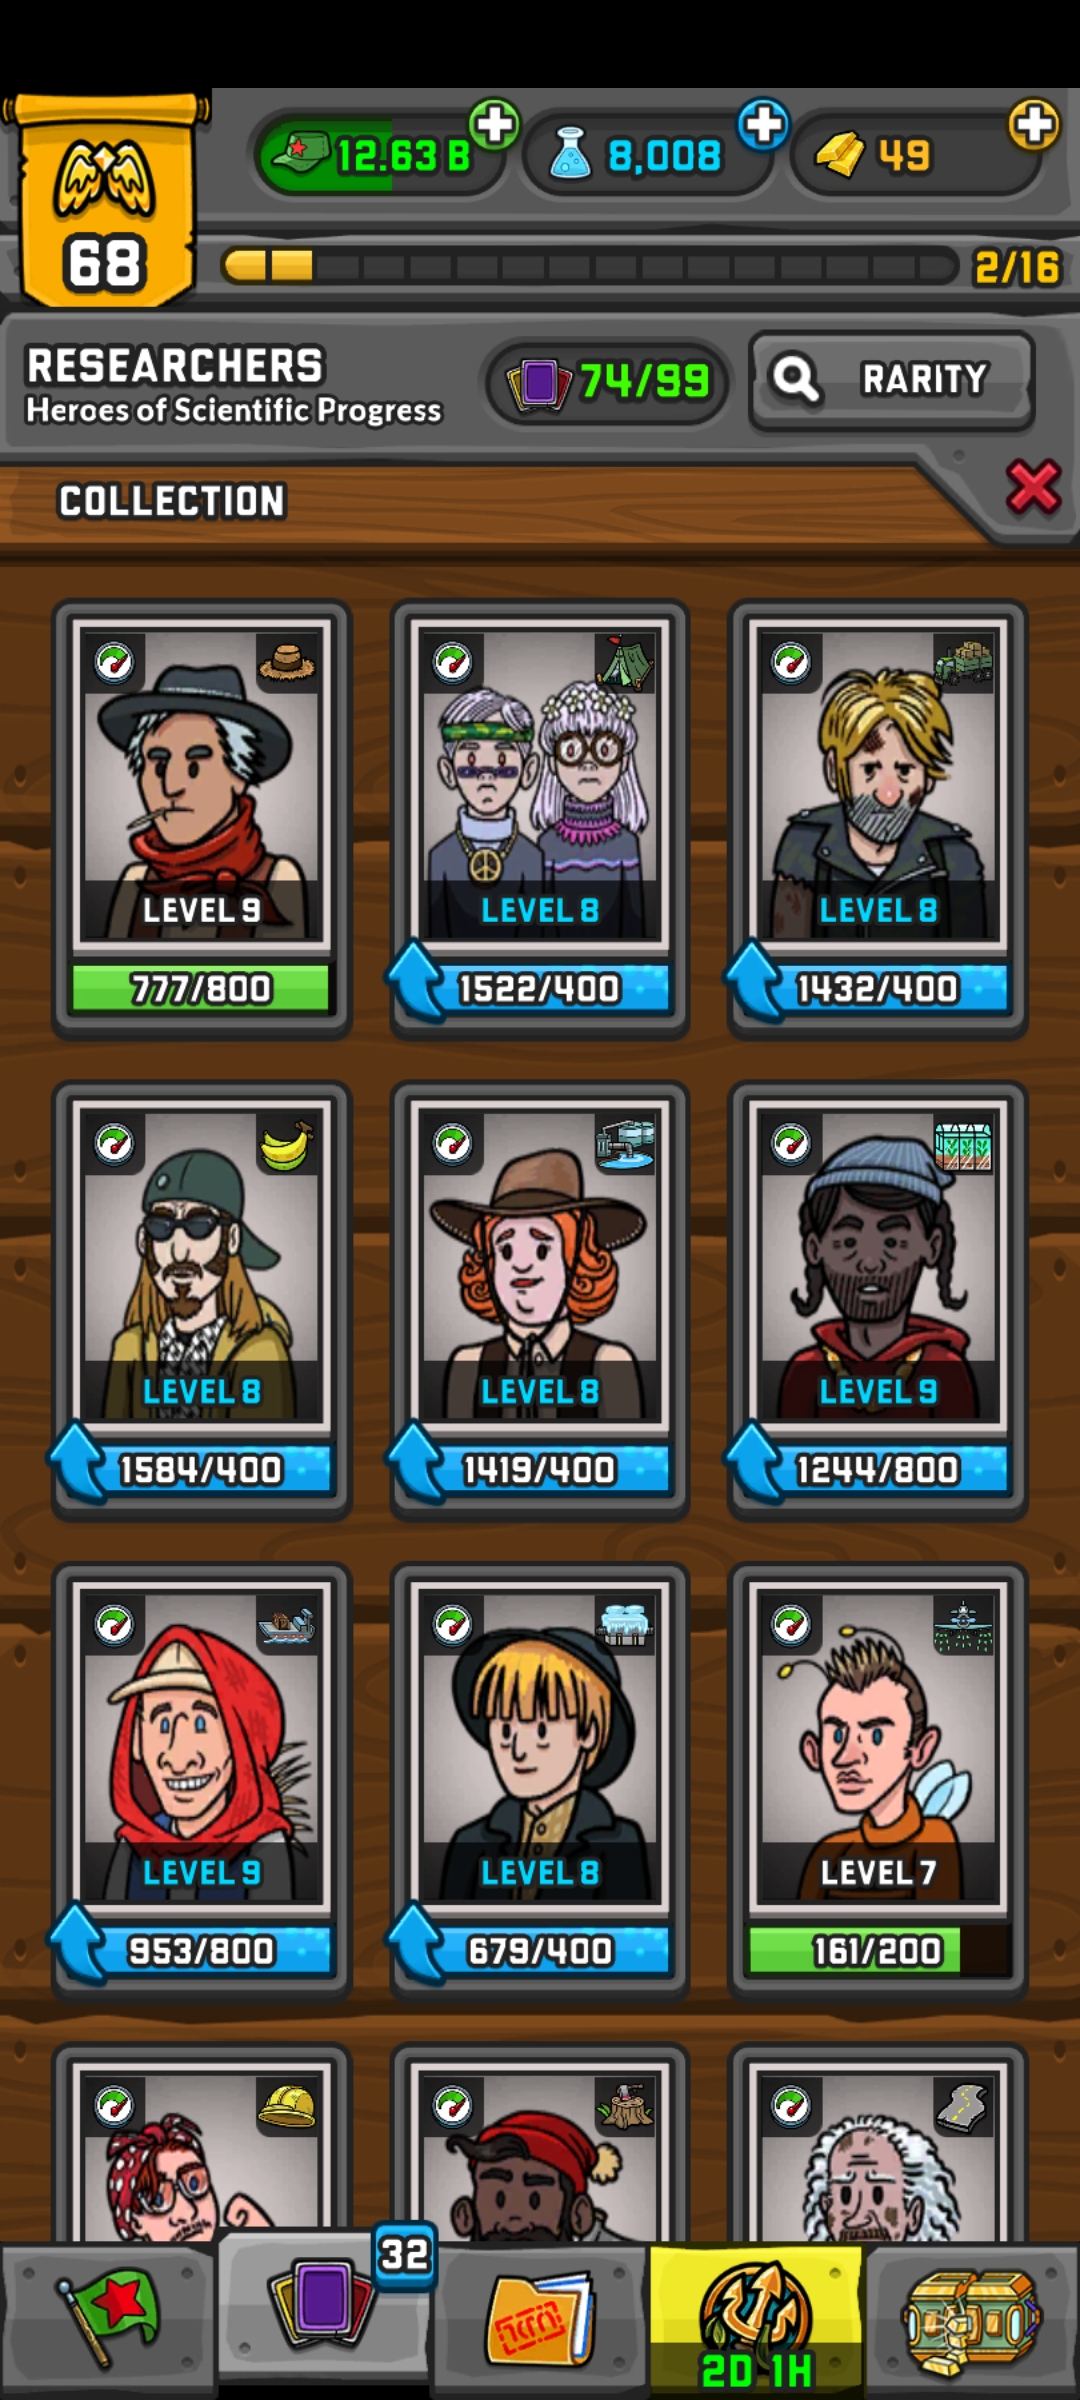 12.63 B
8,008
49
68
2/16
RESEARCHERS
Heroes of Scientific Progress
74/99
RARITY
COLLECTION
LEVEL 9
LEVEL 8
LEVEL 8
777/800
1522/400
1432/400
LEVEL 8
LEVEL 8
LEVEL 9
1584/400
1419/400
1244/800
LEVEL 9
LEVEL 8
LEVEL 7
953/800
679/400
161/200
32
2D 1H